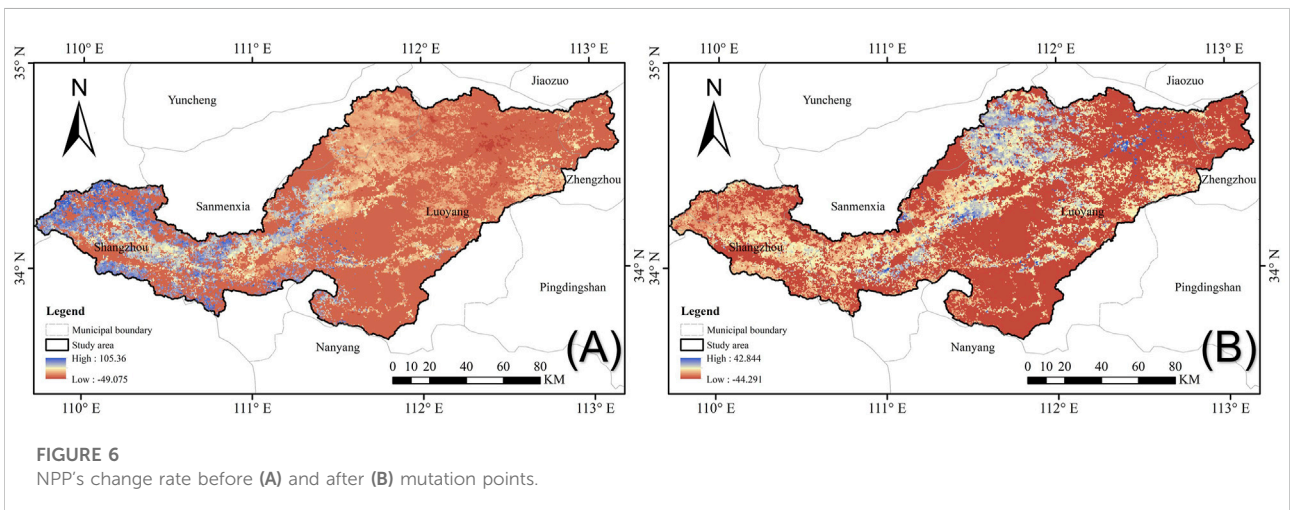 110° E 111° E 112° E 113° E
35° N
34° N
N
Yuncheng
Jiaozuo
Sanmenxia
Zhengzhou
Luoyang
Shangzhou
Pingdingshan
Nanyang
Legend
Municipal boundary
Study area
High : 105.36
Low : -49.075
0 10 20 40 60 80
KM
(A)
110° E 111° E 112° E 113° E
110° E 111° E 112° E 113° E
35° N
34° N
N
Yuncheng
Jiaozuo
Sanmenxia
Zhengzhou
Luoyang
Shangzhou
Pingdingshan
Nanyang
Legend
Municipal boundary
Study area
High : 42.844
Low : -44.291
0 10 20 40 60 80
KM
(B)
110° E 111° E 112° E 113° E
35° N
34° N
FIGURE 6
NPP's change rate before (A) and after (B) mutation points.